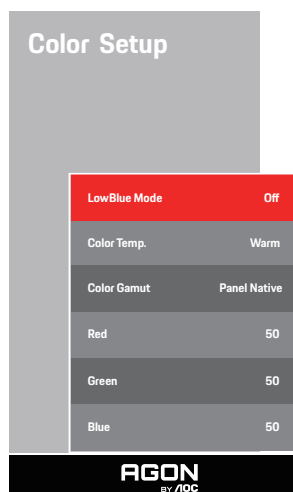 Color Setup
LowBlue Mode Off
Color Temp. Warm
Color Gamut Panel Native
Red 50
Green 50
Blue 50
AGON
BY AOC